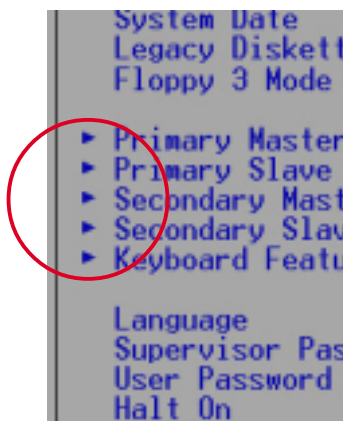 System Date
Legacy Diskett
Floppy 3 Mode
Primary Master
Primary Slave
Secondary Mast
Secondary Slav
Keyboard Featu
Language
Supervisor Pas
User Password
Halt On